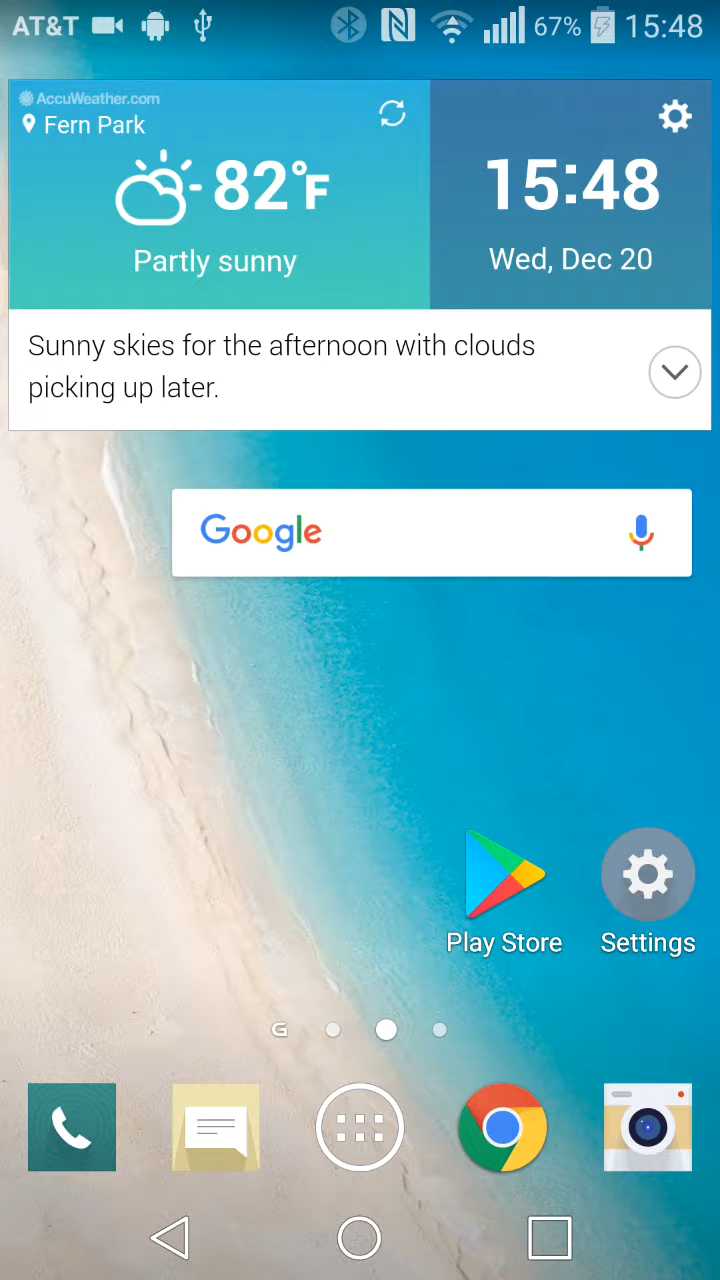 AT&T 67% 15:48
AccuWeather.com
Fern Park
82°F
Partly sunny
15:48
Wed, Dec 20
Sunny skies for the afternoon with clouds
picking up later.
Google
Play Store
Settings
G